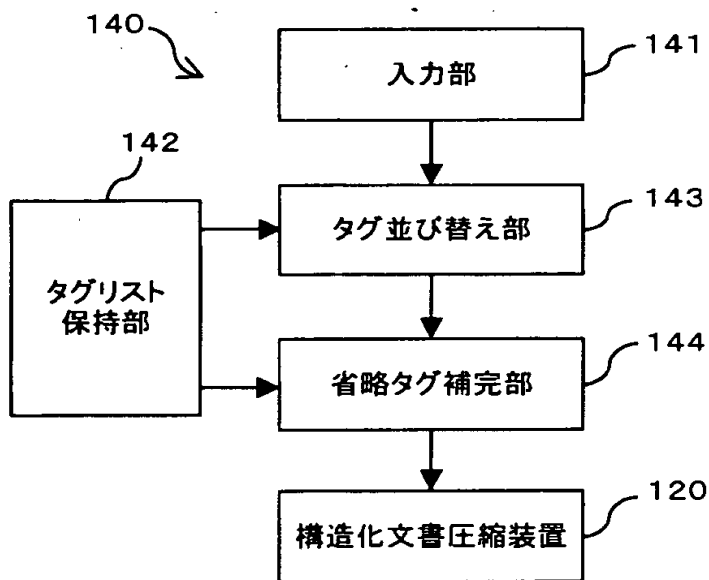 140
141
入力部
142
143
タグ並び替え部
タグリスト
保持部
144
省略タグ補完部
120
構造化文書圧縮装置